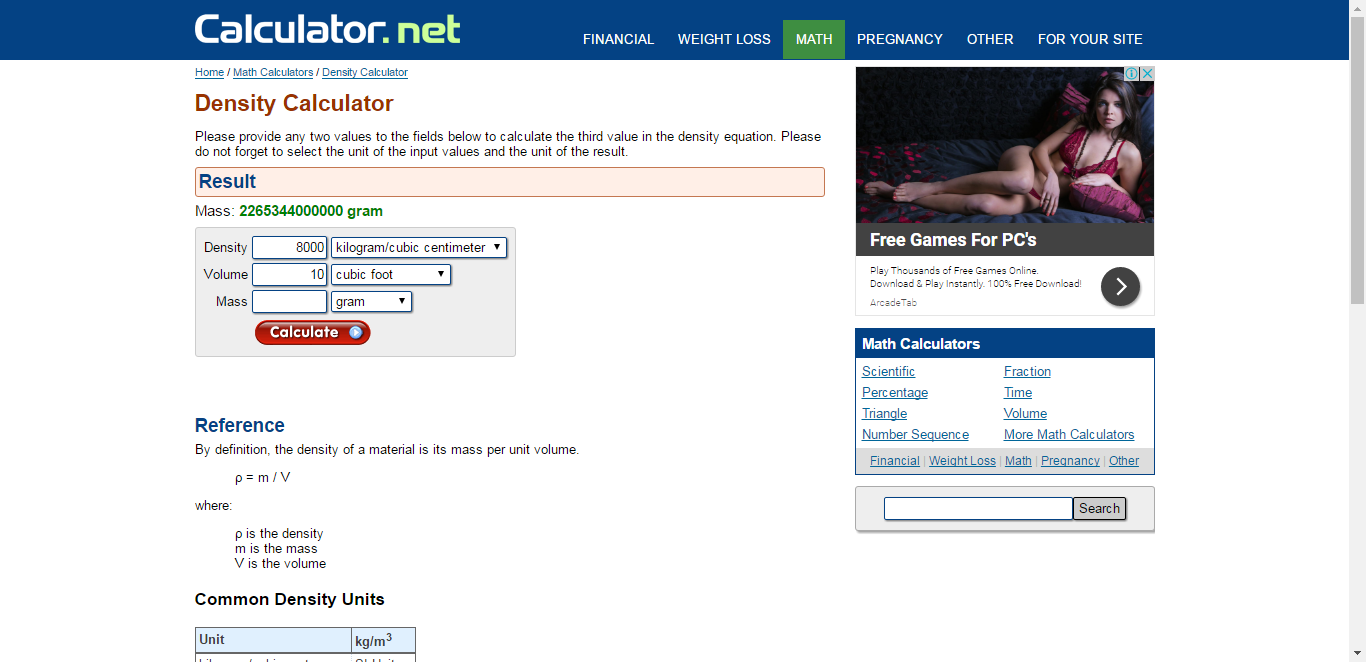 Calculator.net
FINANCIAL
WEIGHT LOSS
MATH
PREGNANCY
OTHER
FOR YOUR SITE
Home / Math Calculators / Density Calculator
Density Calculator
Please provide any two values to the fields below to calculate the third value in the density equation. Please
do not forget to select the unit of the input values and the unit of the result.
Result
Mass: 2265344000000 gram
Density 8000 kilogram/cubic centimeter
Volume 10 cubic foot
Mass gram
Calculate
Reference
By definition, the density of a material is its mass per unit volume.
ρ = m / V
where:
ρ is the density
m is the mass
V is the volume
Common Density Units
Unit kg/m³
Free Games For PC's
Play Thousands of Free Games Online.
Download & Play Instantly. 100% Free Download!
ArcadeTab
Math Calculators
Scientific Fraction
Percentage Time
Triangle Volume
Number Sequence More Math Calculators
Financial | Weight Loss | Math | Pregnancy | Other
Search